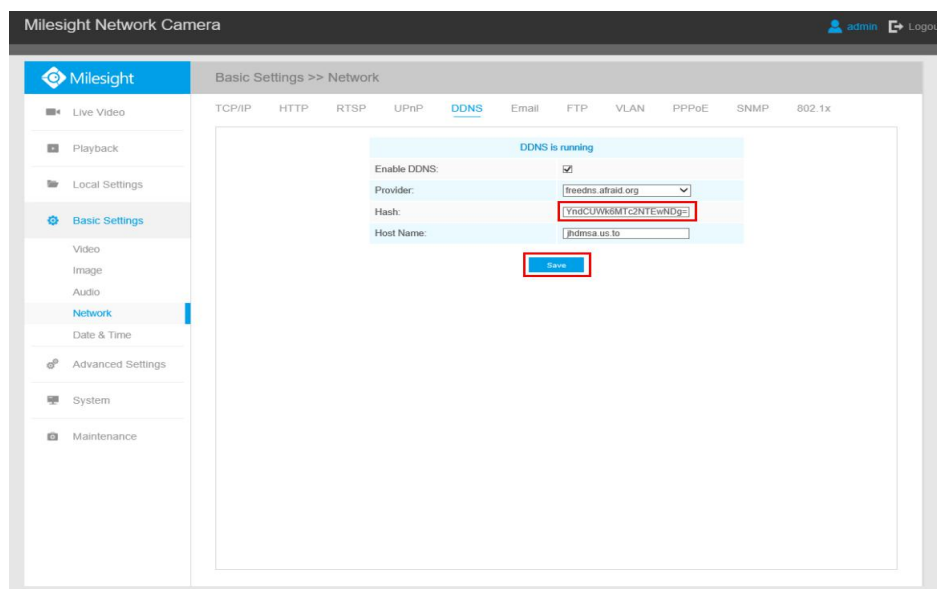 Milesight Network Camera
admin Logou
Milesight
Basic Settings >> Network
Live Video
Playback
Local Settings
Basic Settings
Video
Image
Audio
Network
Date & Time
Advanced Settings
System
Maintenance
TCP/IP HTTP RTSP UPnP DDNS Email FTP VLAN PPPoE SNMP 802.1x
DDNS is running
Enable DDNS:
Provider: freedns.afraid.org
Hash: YndCUWk6MTc2NTEwNDg=
Host Name: jhdmsa.us.to
Save